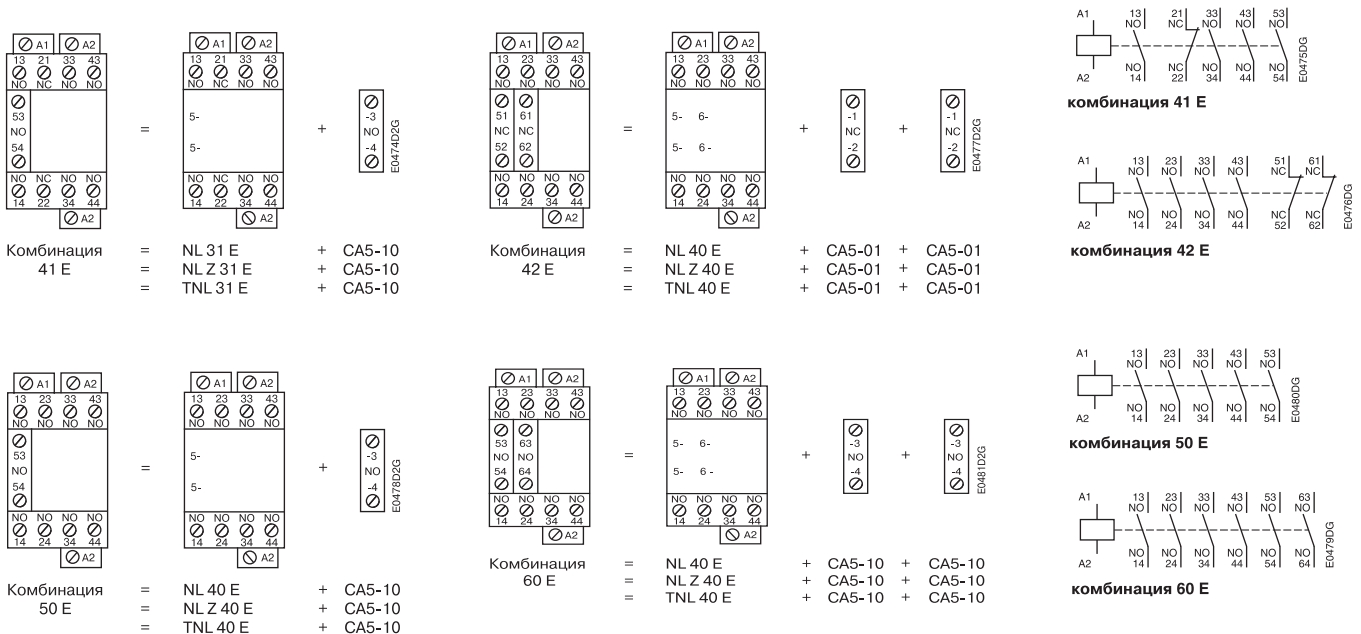 A1 A2
13 21 33 43
NO NC NO NO
53
NO
54
NO NC NO NO
14 22 34 44
A2
=
A1 A2
13 21 33 43
NO NC NO NO
5-
5-
NO NC NO NO
14 22 34 44
A2
+
-3
NO
-4
E0474D2G
Комбинация = NL 31 E + CA5-10
41 E = NL Z 31 E + CA5-10
= TNL 31 E + CA5-10
A1 A2
13 23 33 43
NO NO NO NO
51 61
NC NC
52 62
NO NO NO NO
14 24 34 44
A2
=
A1 A2
13 23 33 43
NO NO NO NO
5- 6-
5- 6-
NO NO NO NO
14 24 34 44
A2
+
-1
NC
-2
+
-1
NC
-2
E0477D2G
Комбинация = NL 40 E + CA5-01 + CA5-01
42 E = NL Z 40 E + CA5-01 + CA5-01
= TNL 40 E + CA5-01 + CA5-01
A1 13 21 33 43 53
NO NC NO NO NO
NO NC NO NO NO
A2 14 22 34 44 54
E0475DG
комбинация 41 E
A1 13 23 33 43 51 61
NO NO NO NO NC NC
NO NO NO NO NC NC
A2 14 24 34 44 52 62
E0476DG
комбинация 42 E
A1 A2
13 23 33 43
NO NO NO NO
53
NO
54
NO NO NO NO
14 24 34 44
A2
=
A1 A2
13 23 33 43
NO NO NO NO
5-
5-
NO NO NO NO
14 24 34 44
A2
+
-3
NO
-4
E0478D2G
Комбинация = NL 40 E + CA5-10
50 E = NL Z 40 E + CA5-10
= TNL 40 E + CA5-10
A1 A2
13 23 33 43
NO NO NO NO
53 63
NO NO
54 64
NO NO NO NO
14 24 34 44
A2
=
A1 A2
13 23 33 43
NO NO NO NO
5- 6-
5- 6-
NO NO NO NO
14 24 34 44
A2
+
-3
NO
-4
+
-3
NO
-4
E0481D2G
Комбинация = NL 40 E + CA5-10 + CA5-10
60 E = NL Z 40 E + CA5-10 + CA5-10
= TNL 40 E + CA5-10 + CA5-10
A1 13 23 33 43 53
NO NO NO NO NO
NO NO NO NO NO
A2 14 24 34 44 54
E0480DG
комбинация 50 E
A1 13 23 33 43 53 63
NO NO NO NO NO NO
NO NO NO NO NO NO
A2 14 24 34 44 54 64
E0479DG
комбинация 60 E